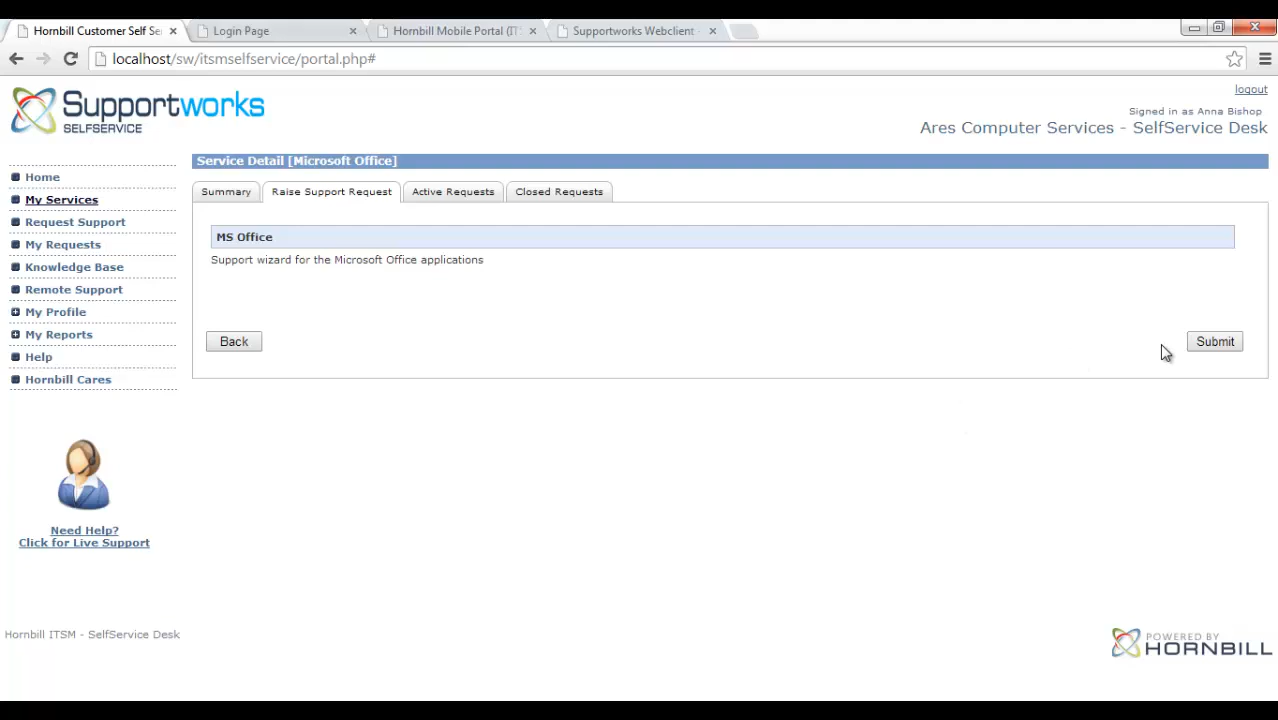 Hornbill Customer Self Se
Login Page
Hornbill Mobile Portal (IT
Supportworks Webclient
localhost/sw/itsmselfservice/portal.php#
logout
Supportworks
SELFSERVICE
Signed in as Anna Bishop
Ares Computer Services - SelfService Desk
Service Detail [Microsoft Office]
Home
My Services
Request Support
My Requests
Knowledge Base
Remote Support
My Profile
My Reports
Help
Hornbill Cares
Summary
Raise Support Request
Active Requests
Closed Requests
MS Office
Support wizard for the Microsoft Office applications
Back
Submit
Need Help?
Click for Live Support
Hornbill ITSM - SelfService Desk
POWERED BY
HORNBILL